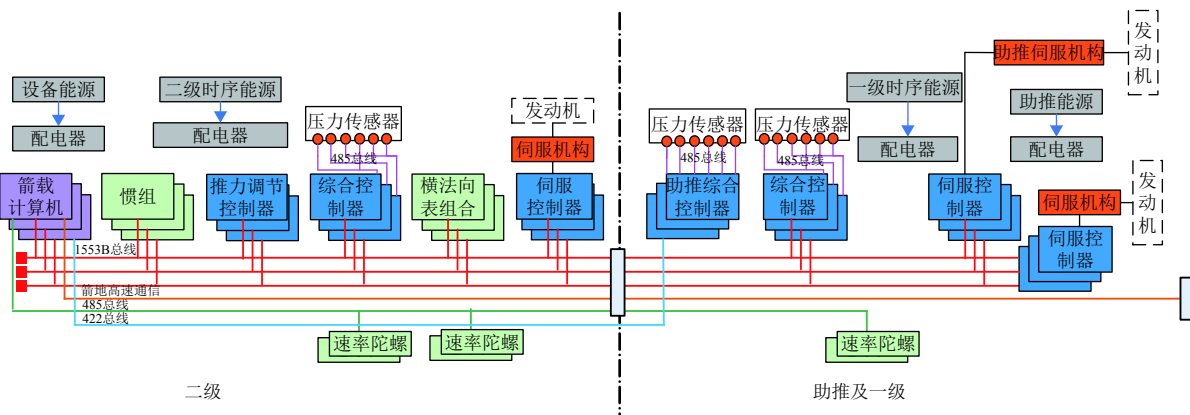 发
动
机
助推伺服机构
设备能源
二级时序能源
一级时序能源
助推能源
压力传感器
发动机
压力传感器
压力传感器
配电器
配电器
伺服机构
配电器
配电器
485总线
485总线
485总线
箭载
计算机
惯组
推力调节
控制器
综合控
制器
横法向
表组合
伺服
控制器
助推综合
控制器
综合控
制器
伺服控
制器
伺服机构
发
动
机
伺服控
制器
1553B总线
箭地高速通信
485总线
422总线
速率陀螺
速率陀螺
速率陀螺
二级
助推及一级